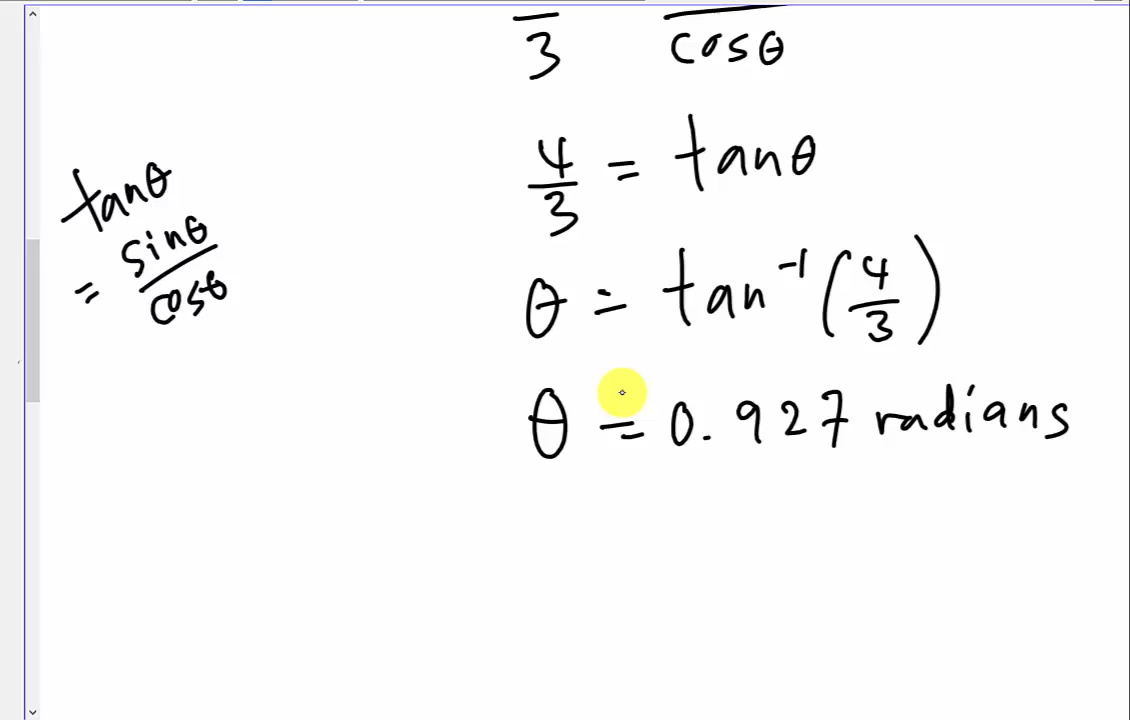 3 cosθ
4/3 = tanθ
tanθ
= sinθ/cosθ
θ = tan⁻¹(4/3)
θ = 0.927 radians